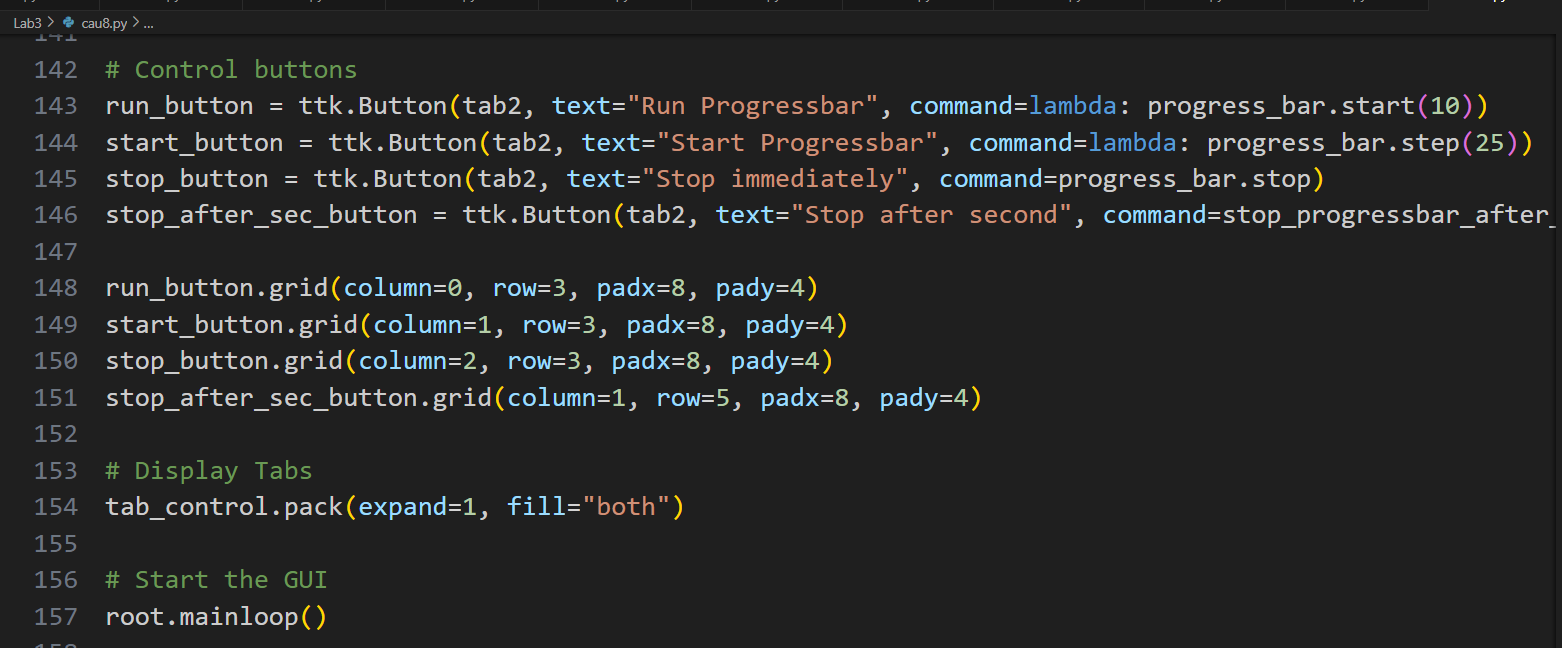 Lab3 > cau8.py > ...
141
142 # Control buttons
143 run_button = ttk.Button(tab2, text="Run Progressbar", command=lambda: progress_bar.start(10))
144 start_button = ttk.Button(tab2, text="Start Progressbar", command=lambda: progress_bar.step(25))
145 stop_button = ttk.Button(tab2, text="Stop immediately", command=progress_bar.stop)
146 stop_after_sec_button = ttk.Button(tab2, text="Stop after second", command=stop_progressbar_after_
147
148 run_button.grid(column=0, row=3, padx=8, pady=4)
149 start_button.grid(column=1, row=3, padx=8, pady=4)
150 stop_button.grid(column=2, row=3, padx=8, pady=4)
151 stop_after_sec_button.grid(column=1, row=5, padx=8, pady=4)
152
153 # Display Tabs
154 tab_control.pack(expand=1, fill="both")
155
156 # Start the GUI
157 root.mainloop()